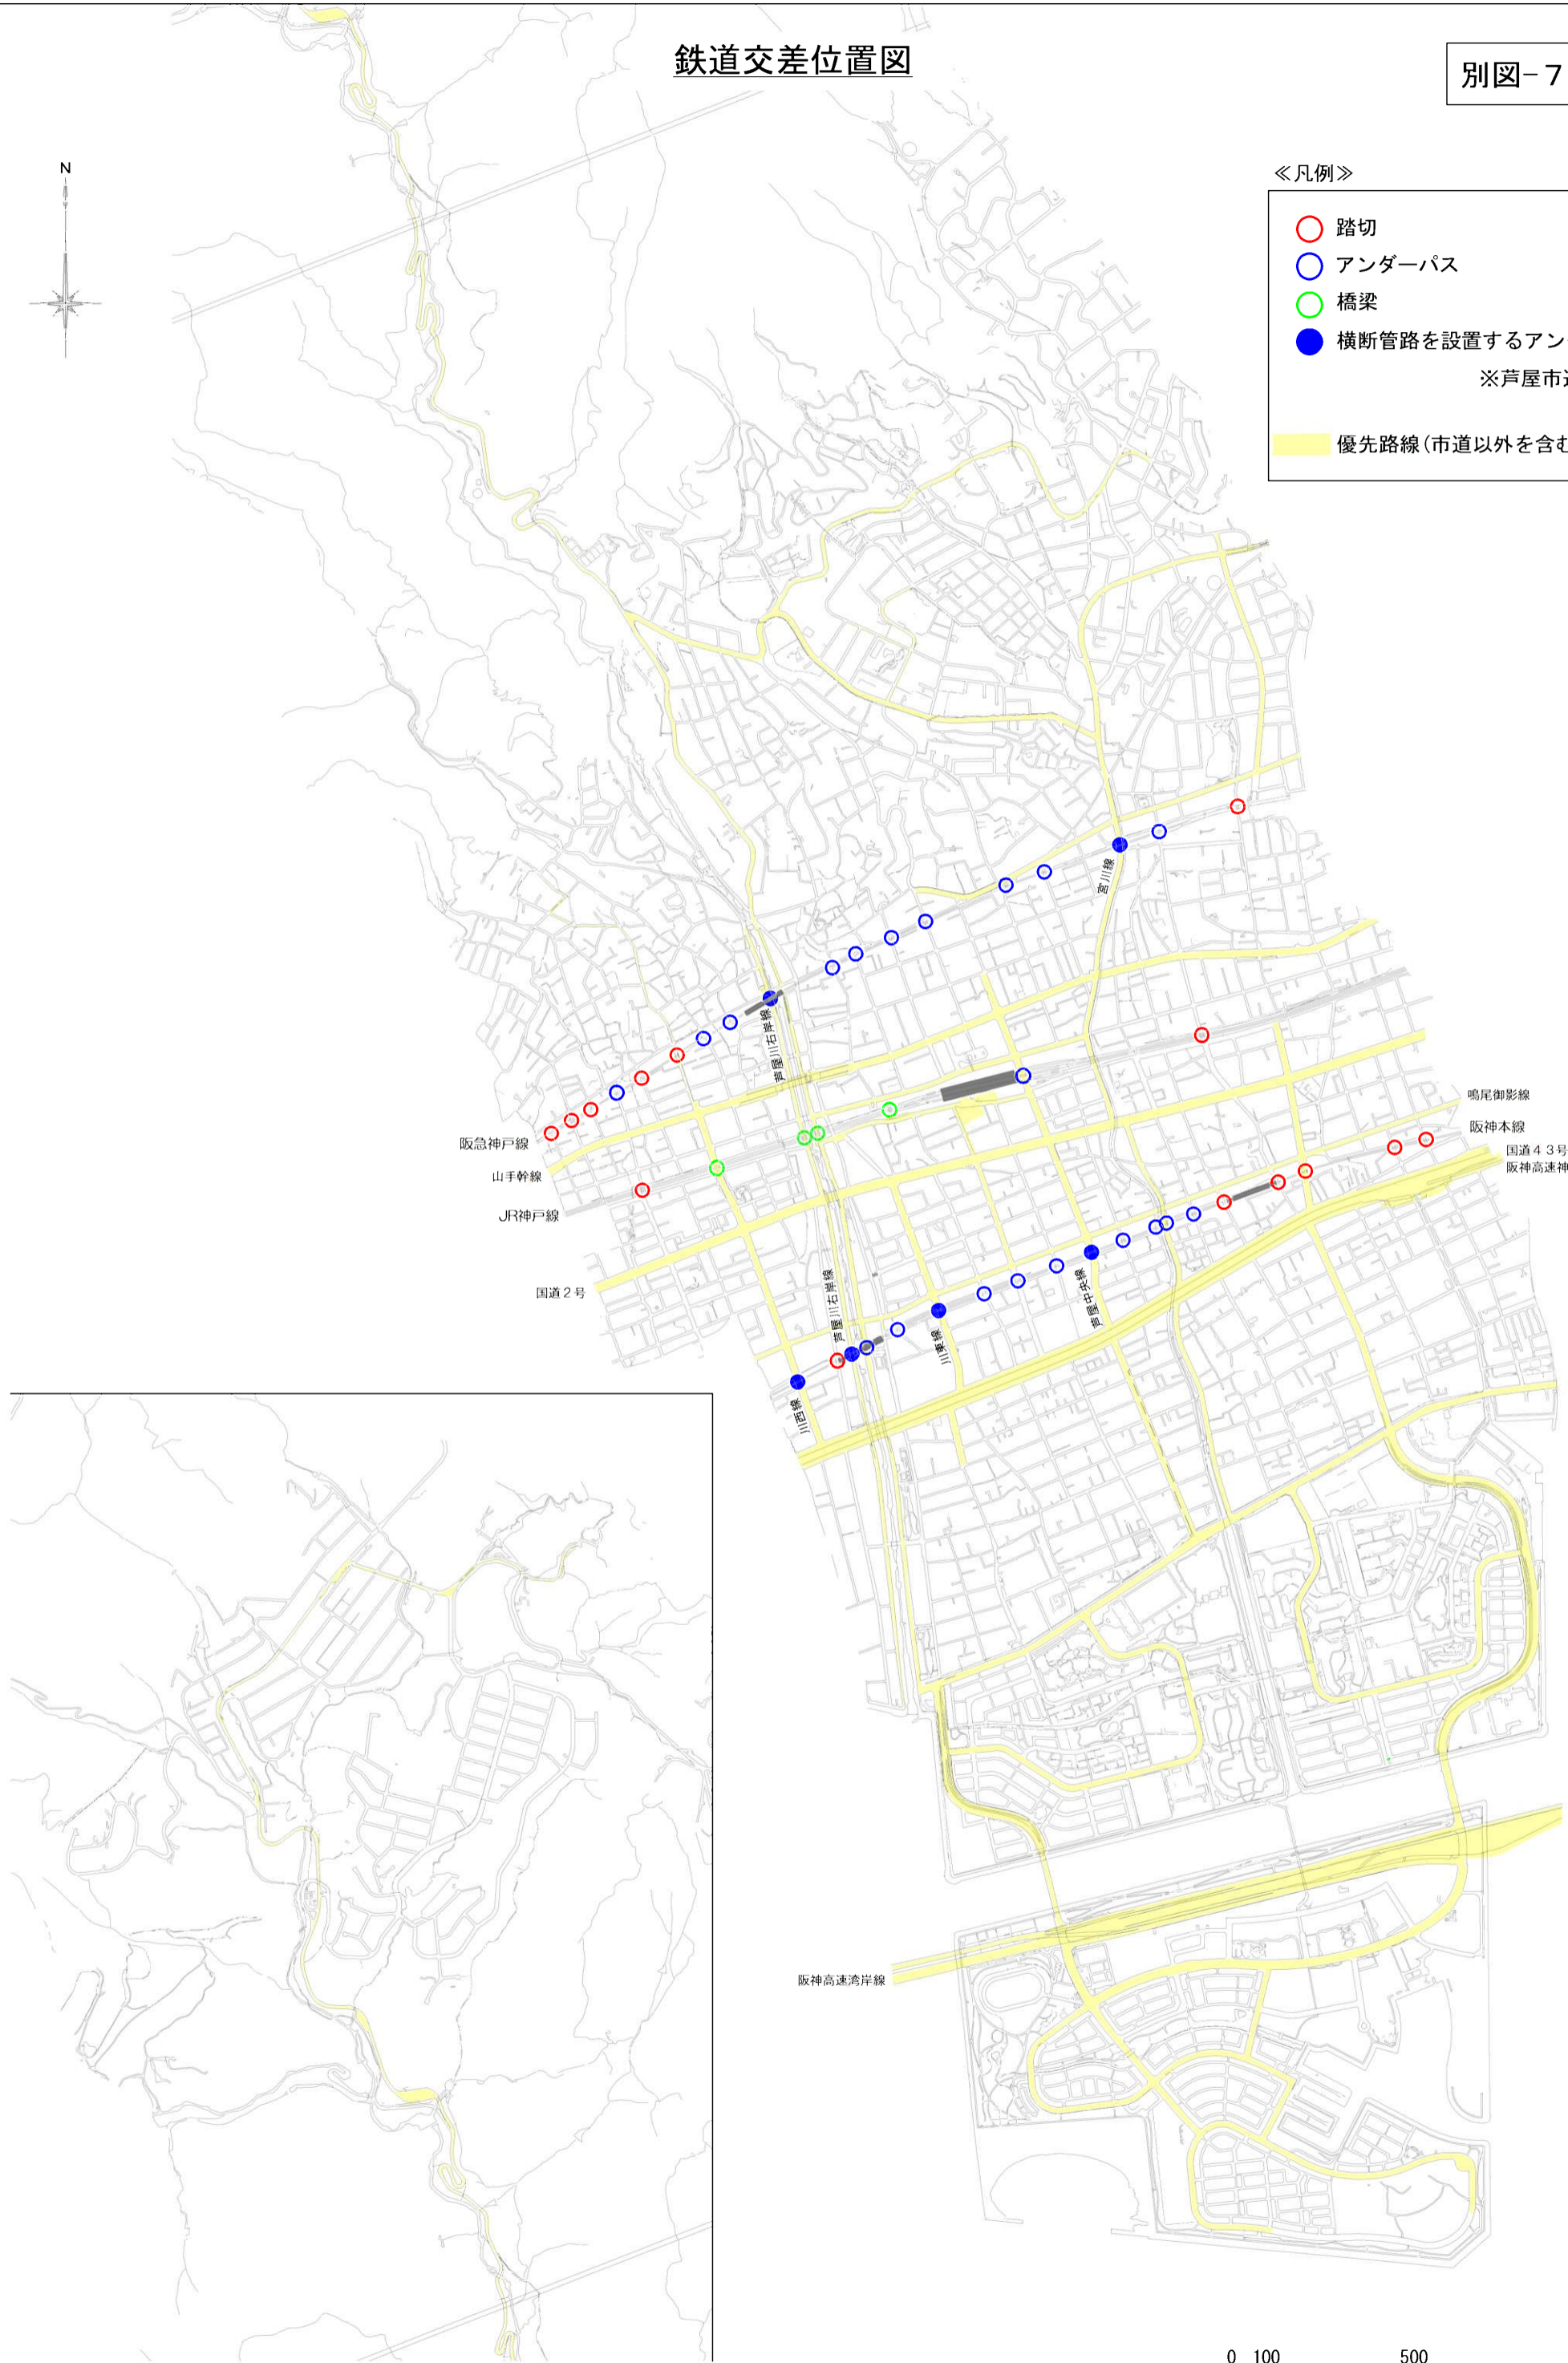 鉄道交差位置図
別図-7
N
≪凡例≫
踏切
アンダーパス
橋梁
横断管路を設置するアン
※芦屋市道
優先路線(市道以外を含む
宮川線
芦屋川右岸線
阪急神戸線
山手幹線
JR神戸線
国道2号
鳴尾御影線
阪神本線
国道43号
阪神高速神
芦屋川右岸線
川東線
芦屋中央線
川西線
阪神高速湾岸線
0 100 500